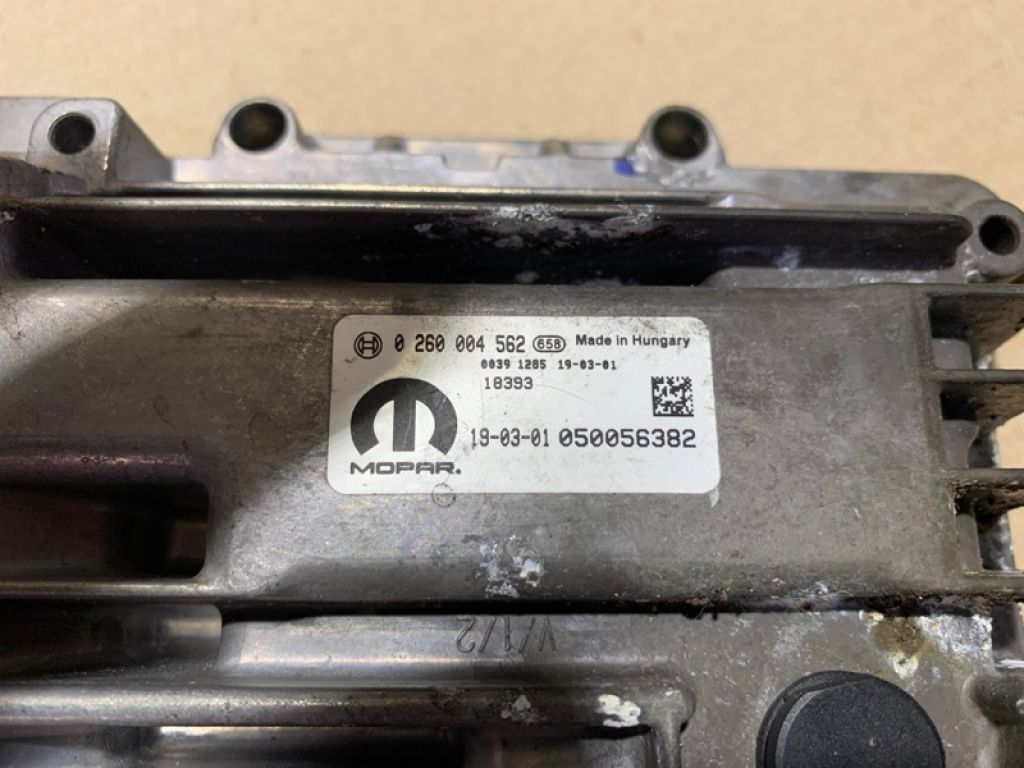 0 260 004 562 658 Made in Hungary
0039 1285 19-03-01
18393
19-03-01 050056382
MOPAR.
V/1/2